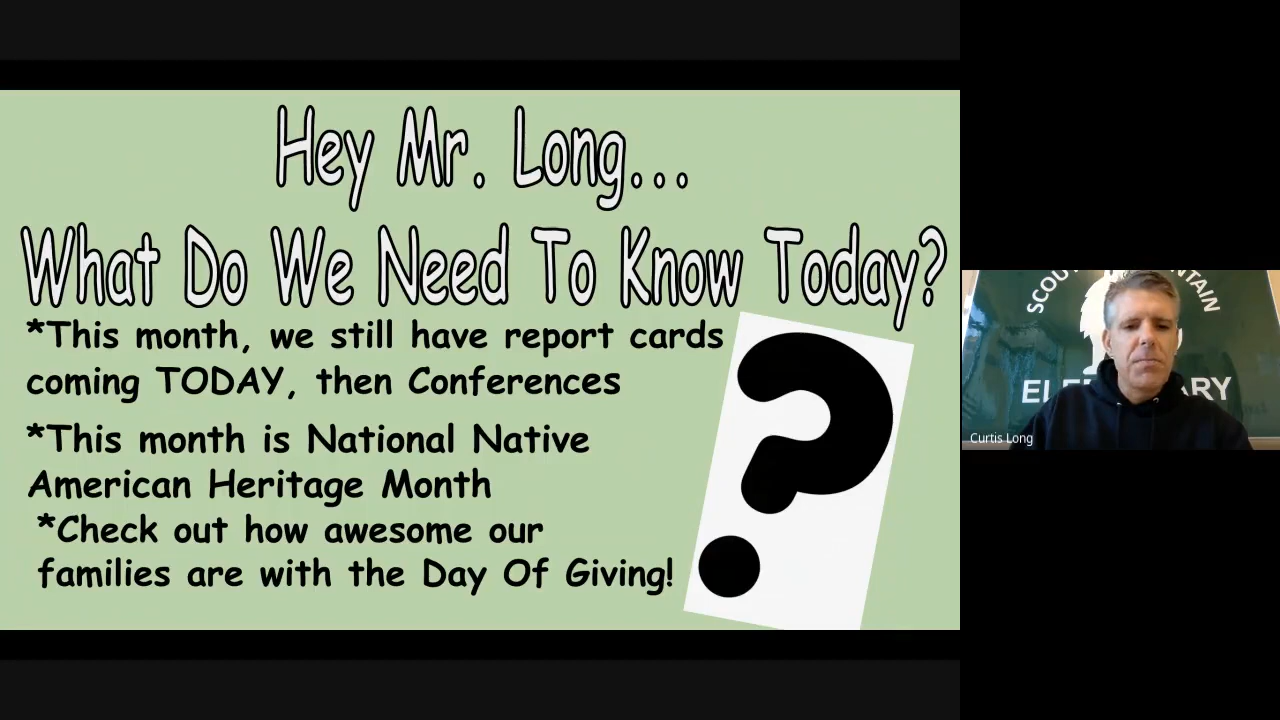 Hey Mr. Long...
What Do We Need To Know Today?
*This month, we still have report cards
coming TODAY, then Conferences
*This month is National Native
American Heritage Month
*Check out how awesome our
families are with the Day Of Giving!
Curtis Long